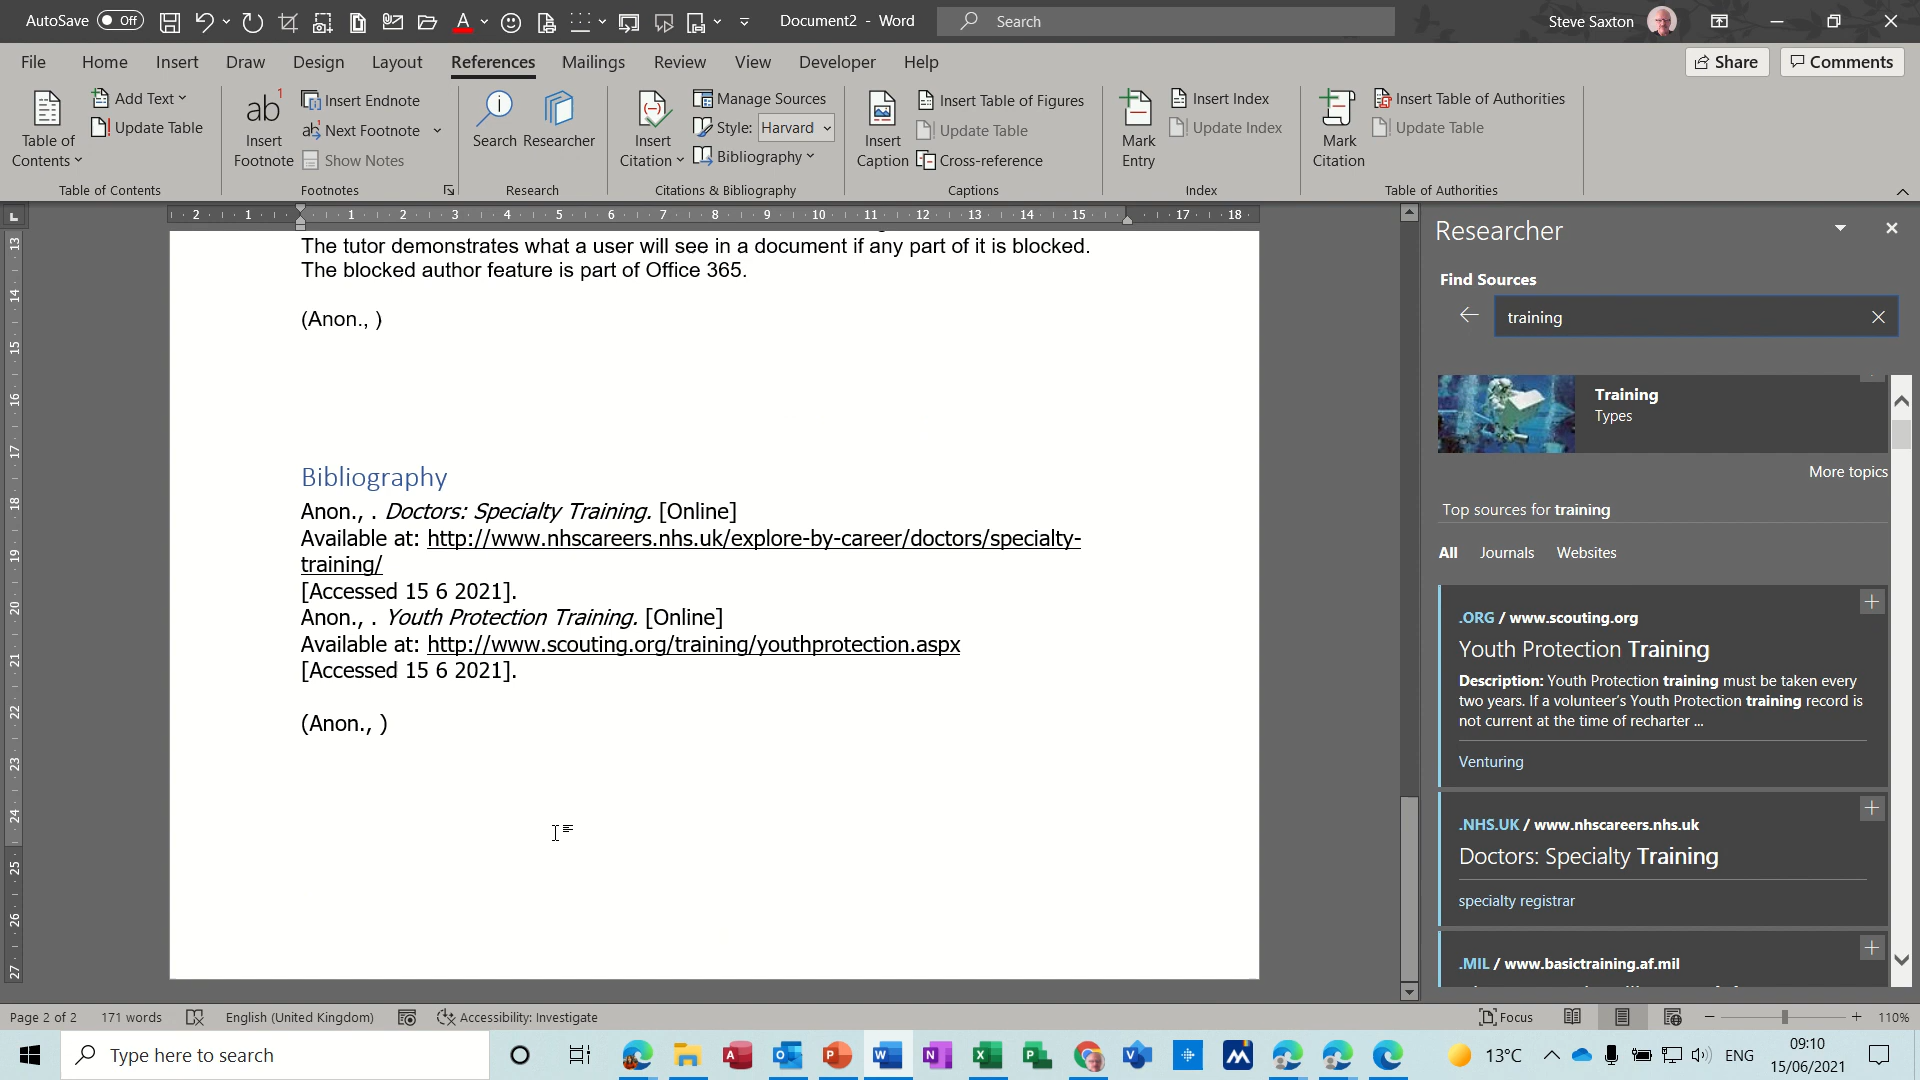 AutoSave Off Document2 - Word Search Steve Saxton
File Home Insert Draw Design Layout References Mailings Review View Developer Help Share Comments
Table of Contents
Add Text
Update Table
Table of Contents
Insert Footnote
Insert Endnote
Next Footnote
Show Notes
Footnotes
Search Researcher
Research
Insert Citation
Manage Sources
Style: Harvard
Bibliography
Citations & Bibliography
Insert Caption
Insert Table of Figures
Update Table
Cross-reference
Captions
Mark Entry
Insert Index
Update Index
Index
Mark Citation
Insert Table of Authorities
Update Table
Table of Authorities
The tutor demonstrates what a user will see in a document if any part of it is blocked.
The blocked author feature is part of Office 365.
(Anon., )
Bibliography
Anon., . Doctors: Specialty Training. [Online]
Available at: http://www.nhscareers.nhs.uk/explore-by-career/doctors/specialty-
training/
[Accessed 15 6 2021].
Anon., . Youth Protection Training. [Online]
Available at: http://www.scouting.org/training/youthprotection.aspx
[Accessed 15 6 2021].
(Anon., )
Researcher
Find Sources
training
Training
Types
More topics
Top sources for training
All Journals Websites
.ORG / www.scouting.org
Youth Protection Training
Description: Youth Protection training must be taken every
two years. If a volunteer's Youth Protection training record is
not current at the time of recharter ...
Venturing
.NHS.UK / www.nhscareers.nhs.uk
Doctors: Specialty Training
specialty registrar
.MIL / www.basictraining.af.mil
Page 2 of 2 171 words English (United Kingdom) Accessibility: Investigate Focus 110%
Type here to search 13°C ENG 09:10
15/06/2021